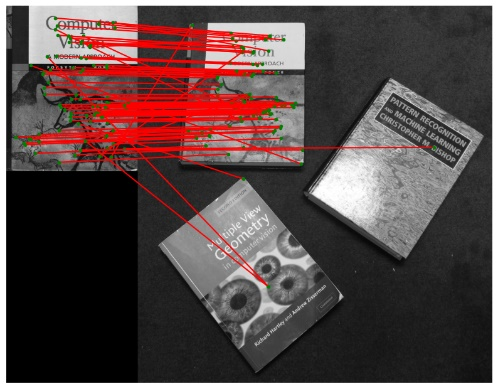 Computer
Vision
A MODERN APPROACH
Computer
Vision
APPROACH
PATTERN RECOGNITION
AND MACHINE LEARNING
CHRISTOPHER M. BISHOP
Multiple View
Geometry
in computer vision
Richard Hartley and Andrew Zisserman